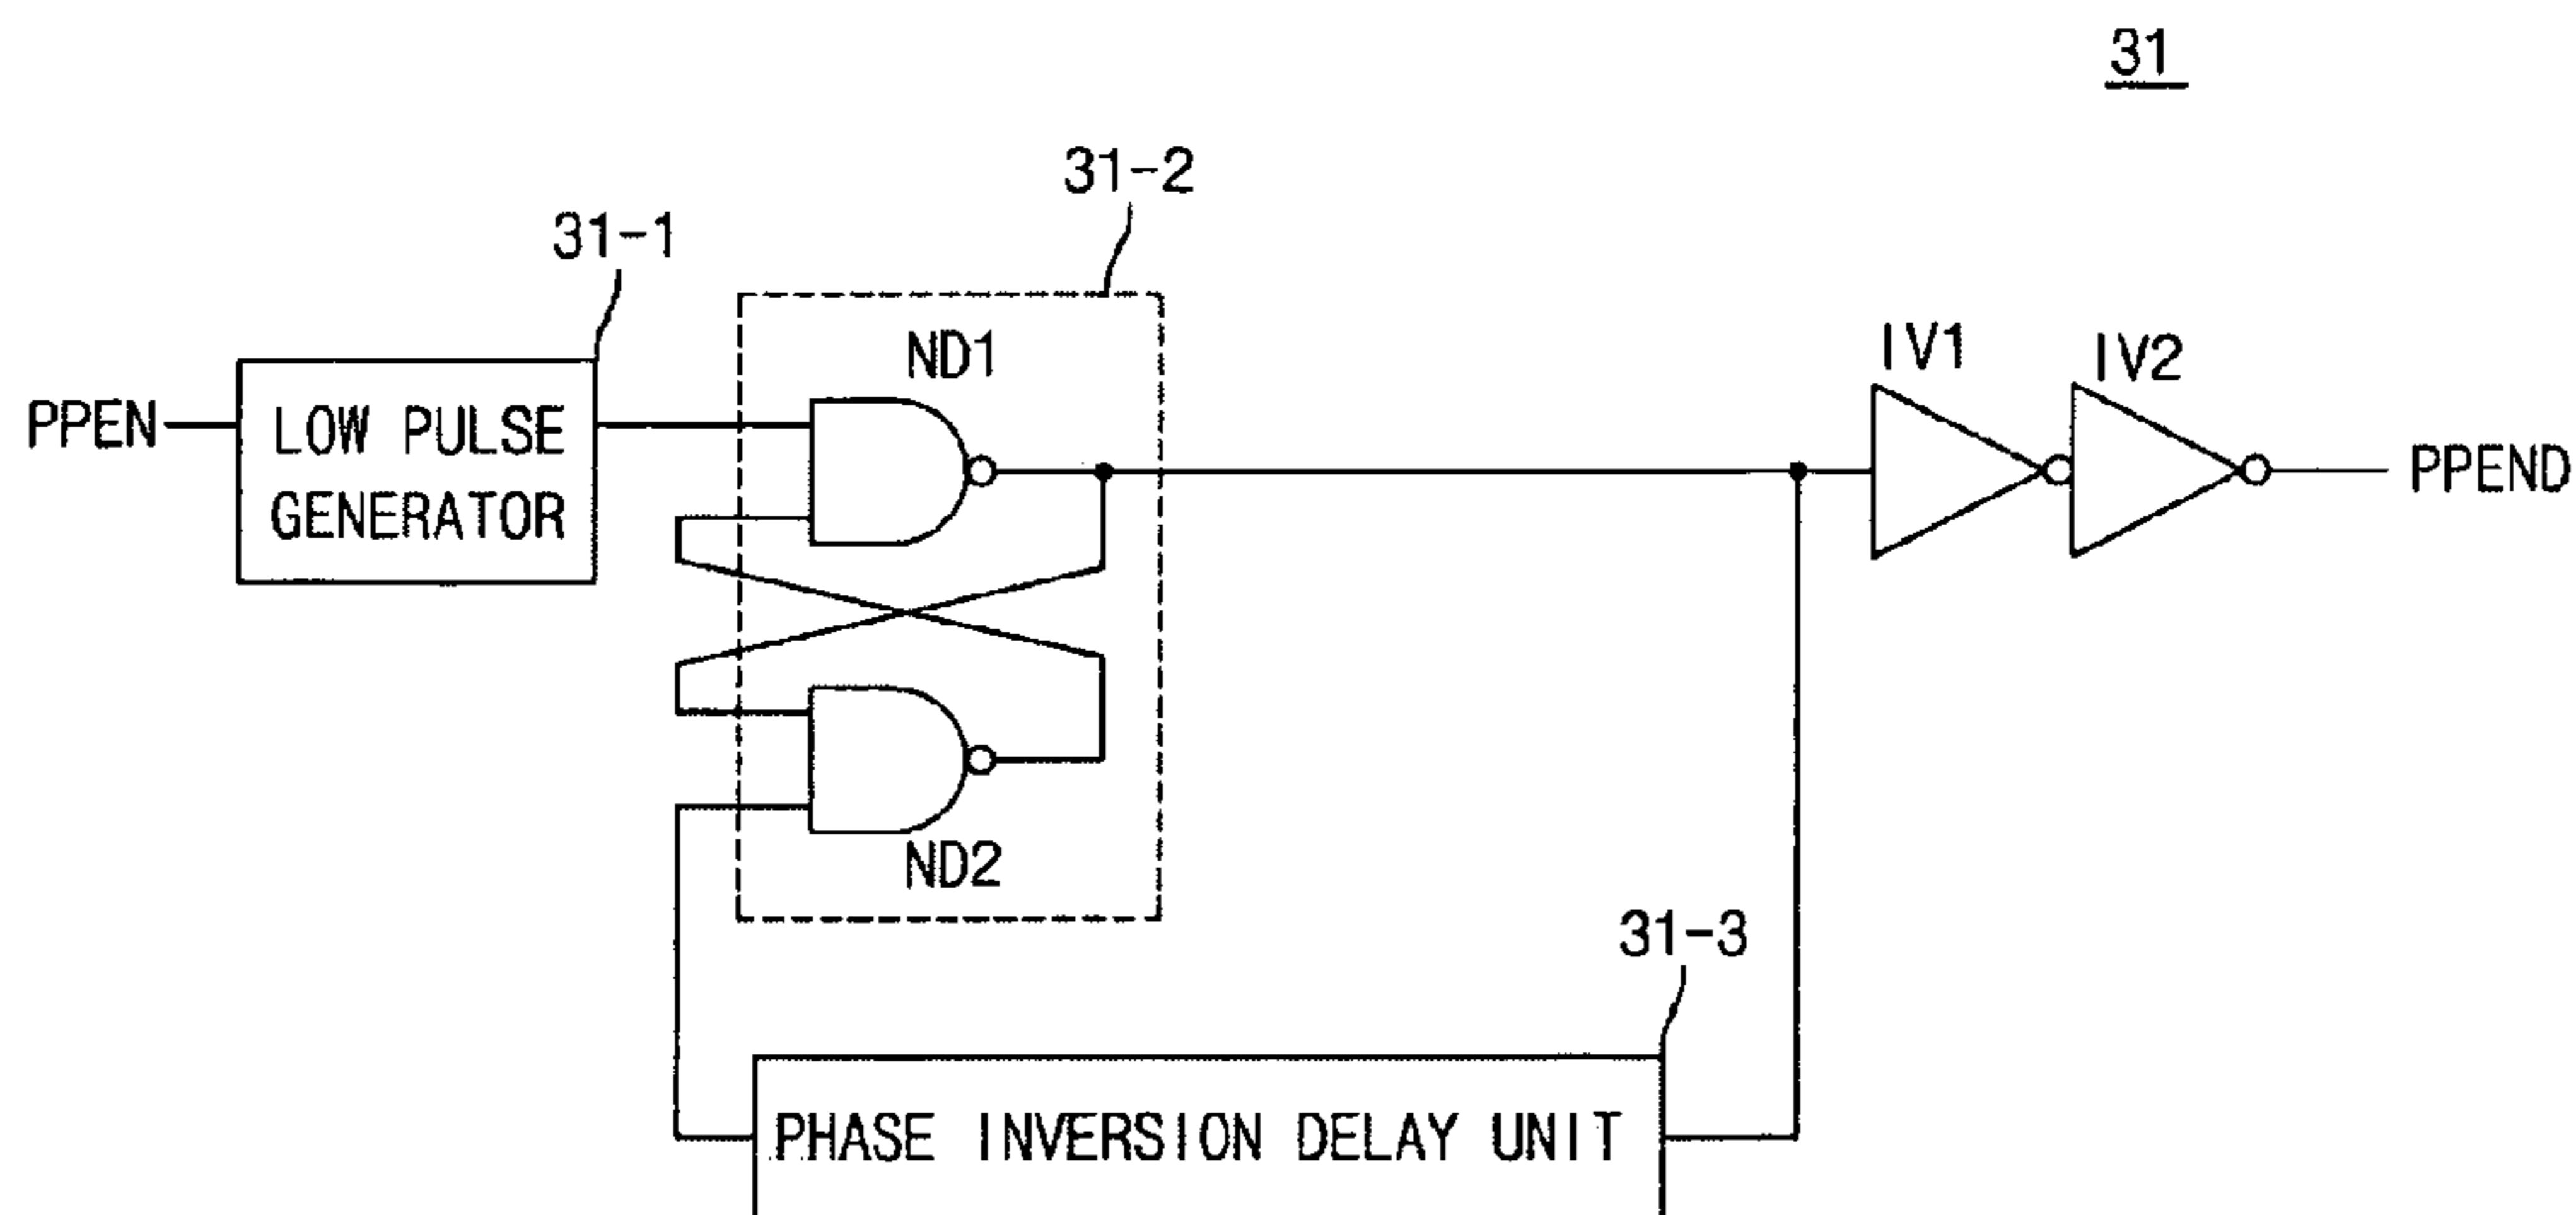 31
31-2
31-1
ND1
IV1
IV2
PPEN
LOW PULSE
GENERATOR
PPEND
ND2
31-3
PHASE INVERSION DELAY UNIT